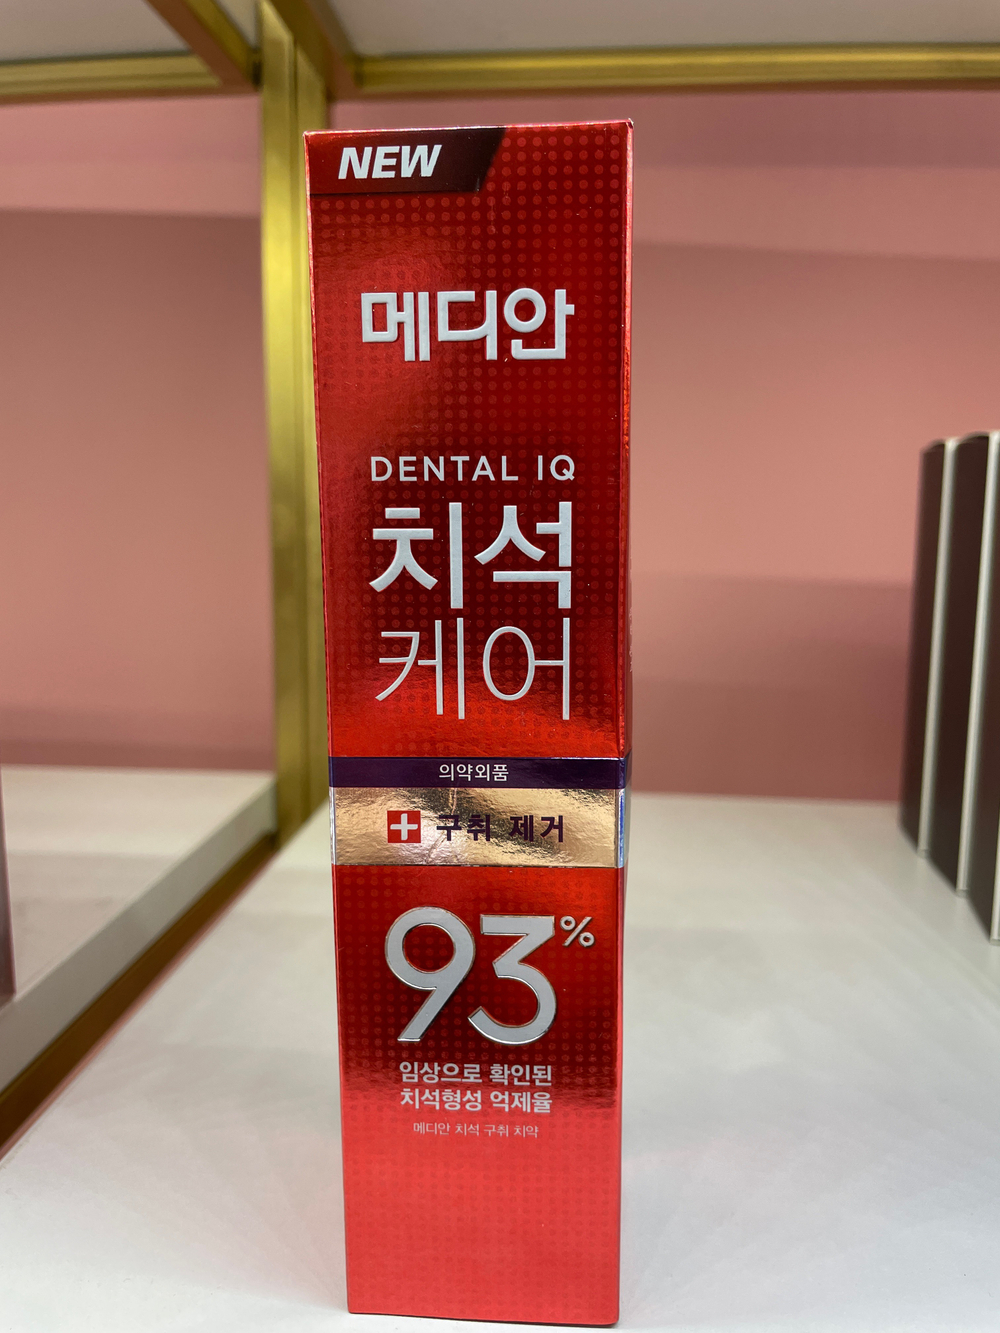 NEW
메디안
DENTAL IQ
치석
케어
의약외품
구취 제거
93%
임상으로 확인된
치석형성 억제율
메디안 치석 구취 치약